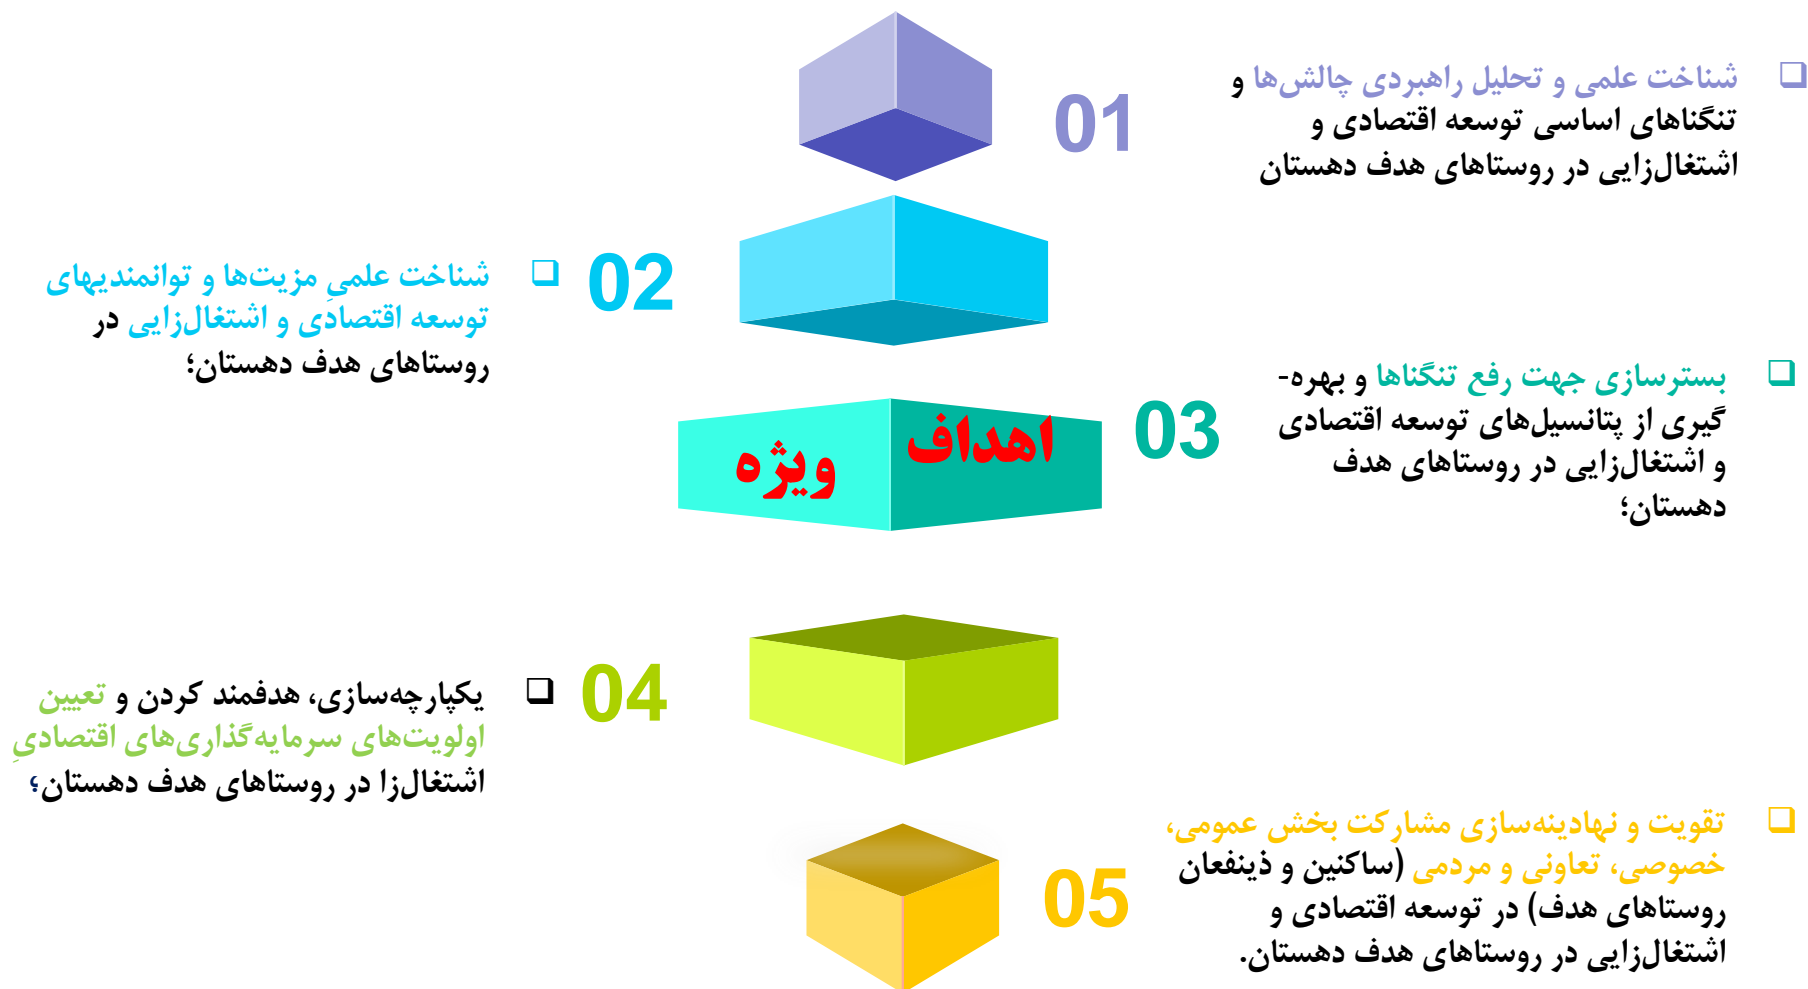 01
❑ شناخت علمی و تحلیل راهبردی چالش‌ها و
تنگناهای اساسی توسعه اقتصادی و
اشتغال‌زایی در روستاهای هدف دهستان
02
❑ شناخت علمیِ مزیت‌ها و توانمندیهای
توسعه اقتصادی و اشتغال‌زایی در
روستاهای هدف دهستان؛
اهداف
ویژه
03
❑ بسترسازی جهت رفع تنگناها و بهره-
گیری از پتانسیل‌های توسعه اقتصادی
و اشتغال‌زایی در روستاهای هدف
دهستان؛
04
❑ یکپارچه‌سازی، هدفمند کردن و تعیین
اولویت‌های سرمایه‌گذاری‌های اقتصادیِ
اشتغال‌زا در روستاهای هدف دهستان؛
05
❑ تقویت و نهادینه‌سازی مشارکت بخش عمومی،
خصوصی، تعاونی و مردمی (ساکنین و ذینفعان
روستاهای هدف) در توسعه اقتصادی و
اشتغال‌زایی در روستاهای هدف دهستان.